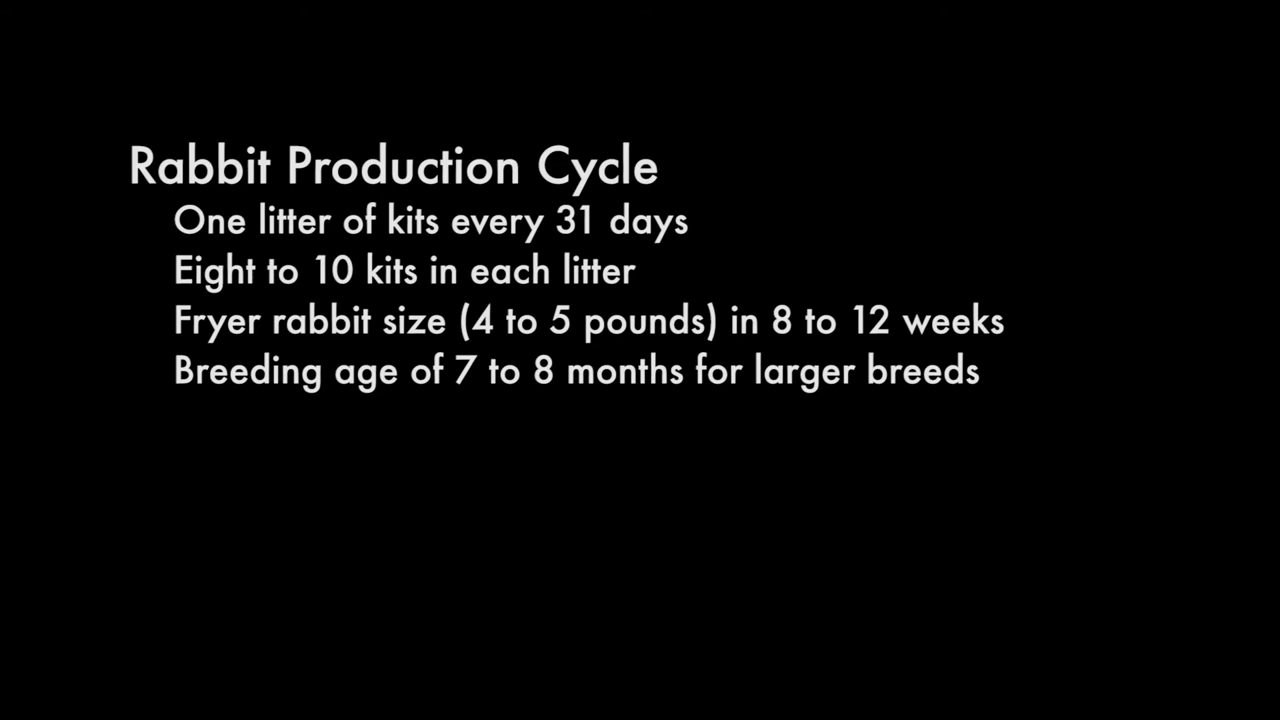 Rabbit Production Cycle
One litter of kits every 31 days
Eight to 10 kits in each litter
Fryer rabbit size (4 to 5 pounds) in 8 to 12 weeks
Breeding age of 7 to 8 months for larger breeds